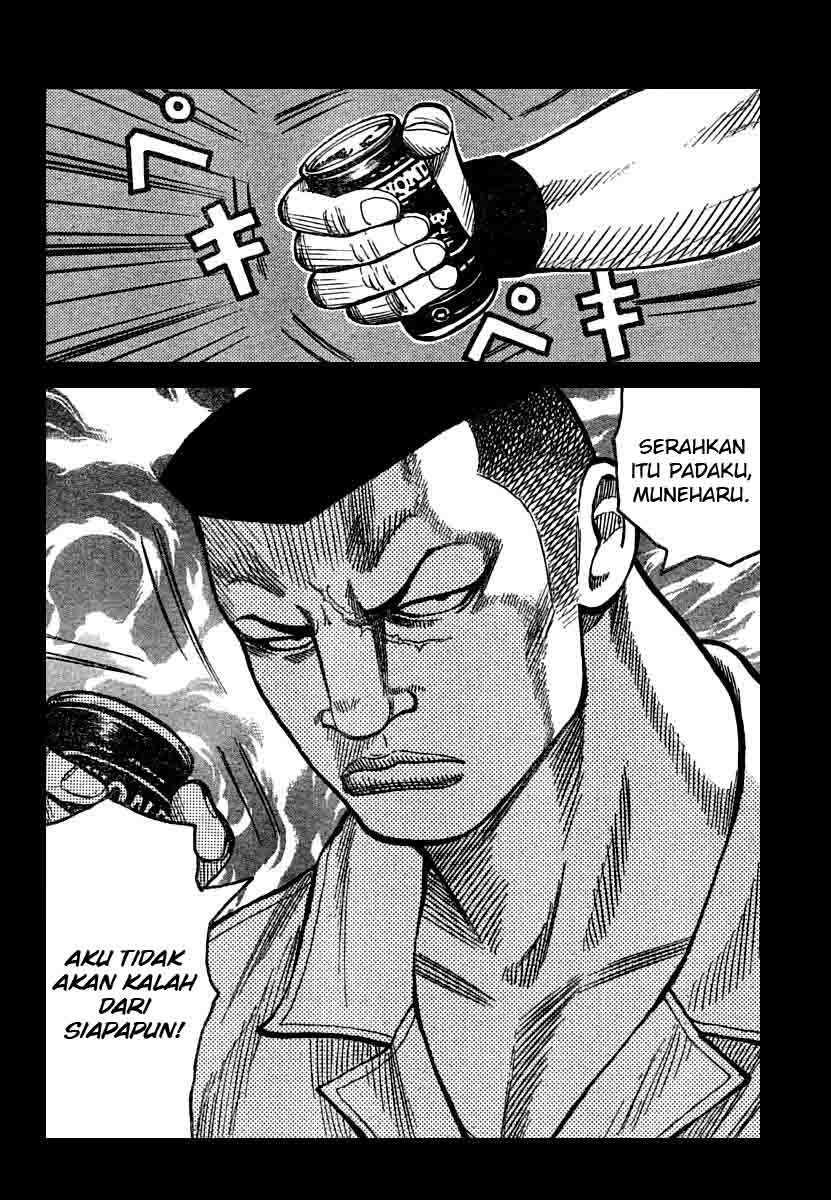 ペキ
ペキ
SERAHKAN
ITU PADAKU,
MUNEHARU.
AKU TIDAK
AKAN KALAH
DARI
SIAPAPUN!